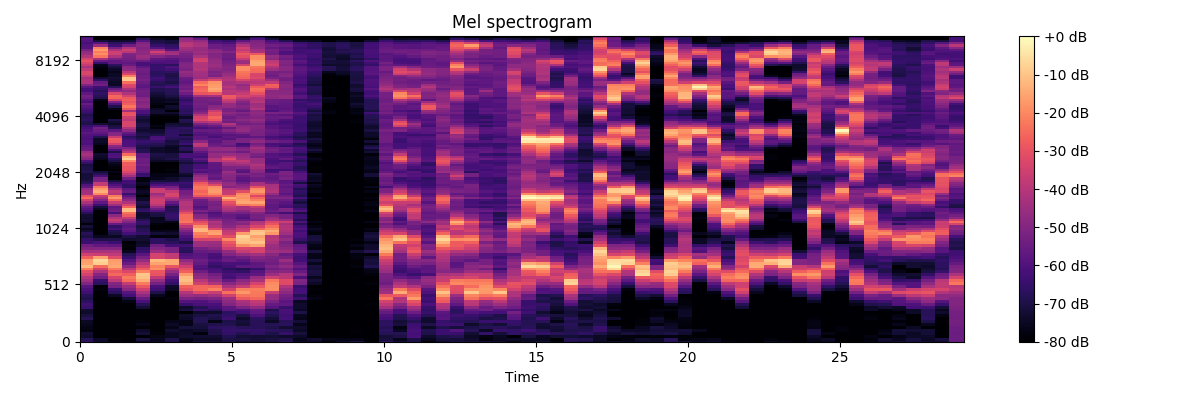 Mel spectrogram
Hz
8192
4096
2048
1024
512
0
0 5 10 15 20 25
Time
+0 dB
-10 dB
-20 dB
-30 dB
-40 dB
-50 dB
-60 dB
-70 dB
-80 dB